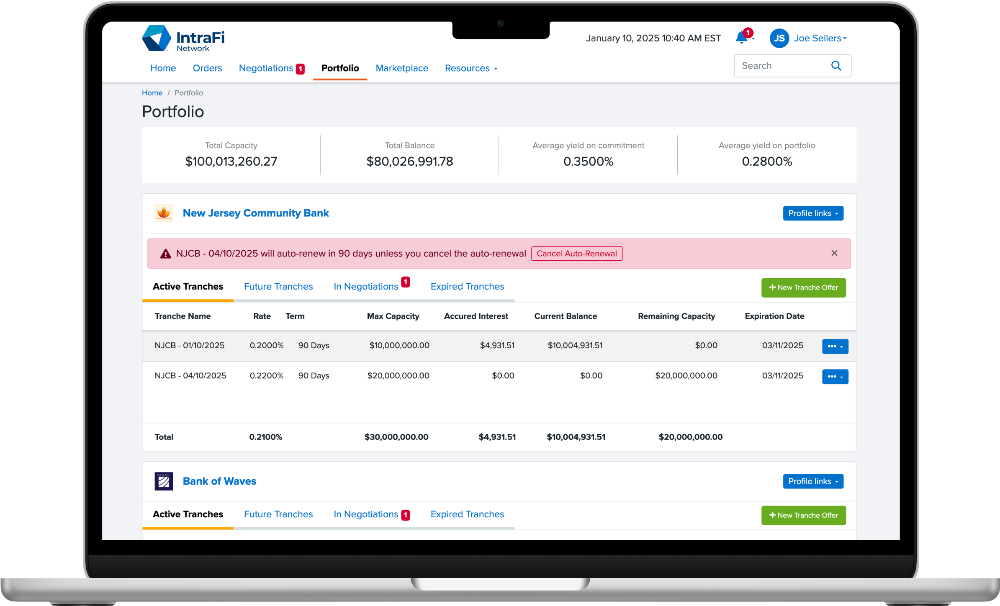 IntraFi
Network
January 10, 2025 10:40 AM EST
1
JS
Joe Sellers
Home
Orders
Negotiations 1
Portfolio
Marketplace
Resources
Search
Home / Portfolio
Portfolio
Total Capacity
$100,013,260.27
Total Balance
$80,026,991.78
Average yield on commitment
0.3500%
Average yield on portfolio
0.2800%
New Jersey Community Bank
Profile links
NJCB - 04/10/2025 will auto-renew in 90 days unless you cancel the auto-renewal
Cancel Auto-Renewal
Active Tranches
Future Tranches
In Negotiations 1
Expired Tranches
+ New Tranche Offer
Tranche Name Rate Term Max Capacity Accured Interest Current Balance Remaining Capacity Expiration Date
NJCB - 01/10/2025 0.2000% 90 Days $10,000,000.00 $4,931.51 $10,004,931.51 $0.00 03/11/2025
NJCB - 04/10/2025 0.2200% 90 Days $20,000,000.00 $0.00 $0.00 $20,000,000.00 03/11/2025
Total 0.2100% $30,000,000.00 $4,931.51 $10,004,931.51 $20,000,000.00
Bank of Waves
Profile links
Active Tranches
Future Tranches
In Negotiations 1
Expired Tranches
+ New Tranche Offer